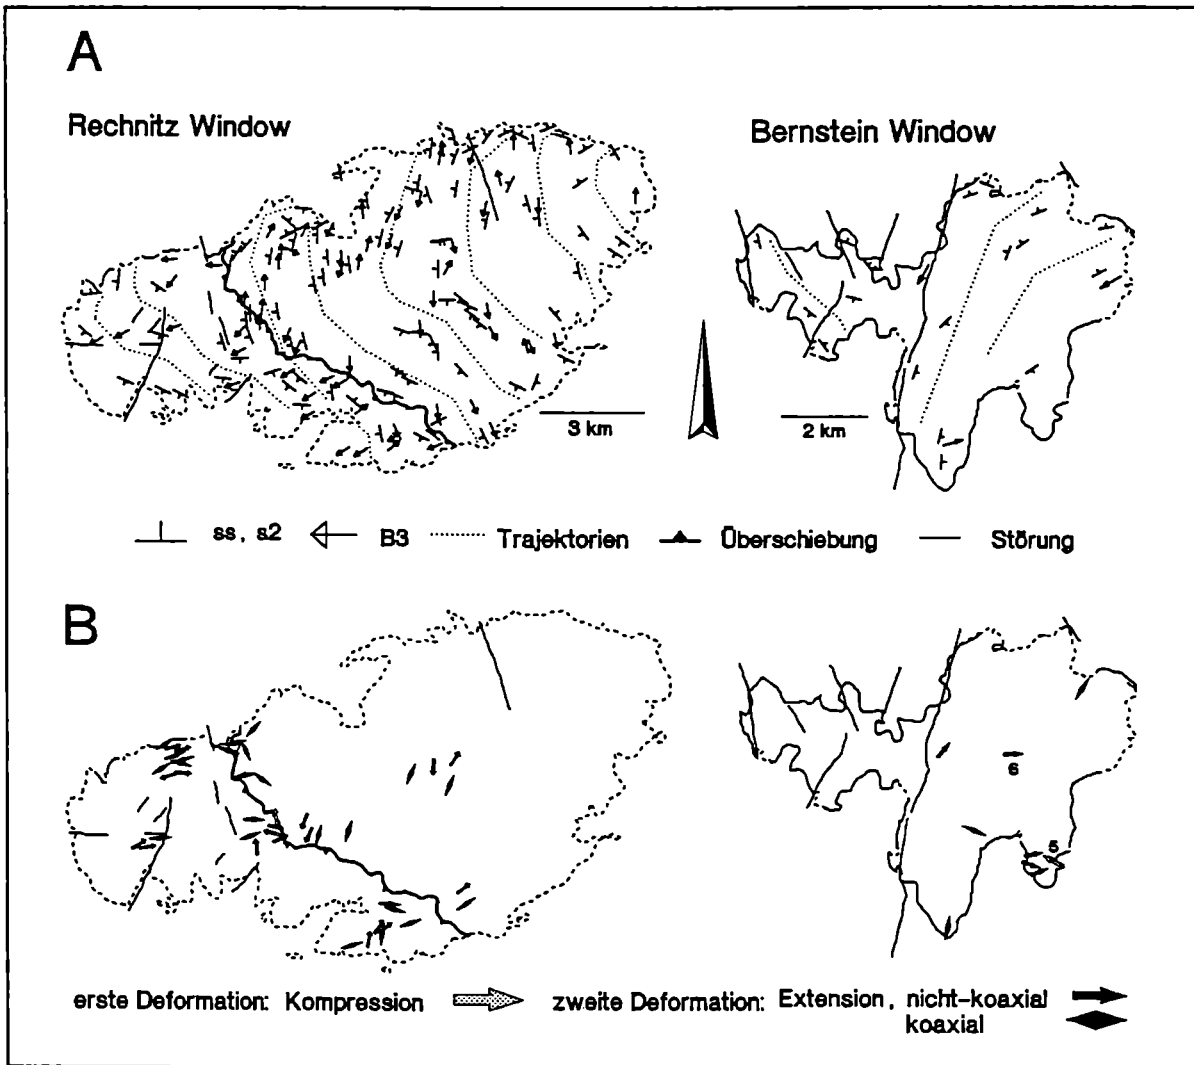 A
Rechnitz Window
Bernstein Window
3 km
2 km
ss, s2 B3 Trajektorien Überschiebung Störung
B
6
5
erste Deformation: Kompression zweite Deformation: Extension, nicht-koaxial
koaxial